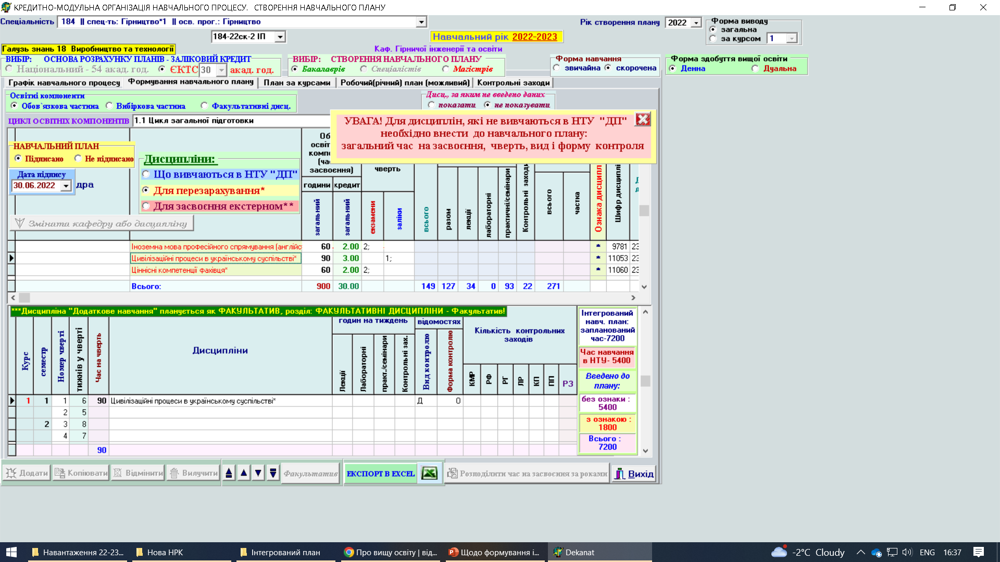 КРЕДИТНО-МОДУЛЬНА ОРГАНІЗАЦІЯ НАВЧАЛЬНОГО ПРОЦЕСУ. СТВОРЕННЯ НАВЧАЛЬНОГО ПЛАНУ
Спеціальність 184 || спец-ть: Гірництво*1 || осв. прог.: Гірництво
Рік створення плану 2022
Форма виводу
загальна
за курсом 1
184-22ск-2 ІП
Навчальний рік 2022-2023
Галузь знань 18 Виробництво та технології
Каф. Гірничої інженерії та освіти
ВИБІР: ОСНОВА РОЗРАХУНКУ ПЛАНІВ - ЗАЛІКОВИЙ КРЕДИТ
Національний - 54 акад. год. ЄКТС 30 акад. год.
ВИБІР: СТВОРЕННЯ НАВЧАЛЬНОГО ПЛАНУ
Бакалаврів Спеціалістів Магістрів
Форма навчання
звичайна скорочена
Форма здобуття вищої освіти
Денна Дуальна
Графік навчального процесу Формування навчального плану План за курсами Робочий(річний) план (можливий) Контрольні заходи
Освітні компоненти
Обов`язкова частина Вибіркова частина Факультативні дисц.
Дисц., за яким не введено даних
показати не показувати
ЦИКЛ ОСВІТНІХ КОМПОНЕНТІВ 1.1 Цикл загальної підготовки
УВАГА! Для дисциплін, які не вивчаються в НТУ "ДП"
необхідно внести до навчального плану:
загальний час на засвоєння, чверть, вид і форму контроля
НАВЧАЛЬНИЙ ПЛАН
Підписано Не підписано
Дата підпису
30.06.2022
дра
Дисципліни:
Що вивчаються в НТУ "ДП"
Для перезарахування*
Для засвоєння екстерном**
Змінити кафедру або дисципліну
Об
освіт
компо
(час
засвоєння)
години кредит
загальний загальний
чверть
екзамени заліки
всього разом лекції лабораторні практичні/семінари Контрольні заходи всього частка Ознака дисципл Шифр дисциплі
Іноземна мова професійного спрямування (англійс 60 2.00 2; * 9781 23
Цивілізаційні процеси в українському суспільстві* 90 3.00 1; * 11053 23
Ціннісні компетенції фахівця* 60 2.00 2; * 11060 23
Всього: 900 30.00 149 127 34 0 93 22 271
***Дисципліна "Додаткове навчання" планується як ФАКУЛЬТАТИВ, розділ: ФАКУЛЬТАТИВНІ ДИСЦИПЛІНИ - Факультатив!
Курс семестр Номер чверті тижнів у чверті Час на чверть
Дисципліни
годин на тиждень
Лекції Лабораторні практ./семінари Контрольні зах.
відомостях
Вид контролю Форма контролю
Кількість контрольних
заходів
КМР РФ РГ ЛР КП ПП РЗ
1 1 1 6 90 Цивілізаційні процеси в українському суспільстві* Д О
2 5
2 3 8
4 7
90
Інтегрований
навч. план:
запланований
час-7200
Час навчання
в НТУ- 5400
Введено до
плану:
без ознаки :
5400
з ознакою :
1800
Всього :
7200
Додати Копіювати Відмінити Вилучити Факультатив ЕКСПОРТ В EXCEL Розподілити час на засвоєння за роками Вихід
Навантаження 22-23... Нова НРК Інтегрований план Про вищу освіту | від... Щодо формування і... Dekanat -2°C Cloudy ENG 16:37